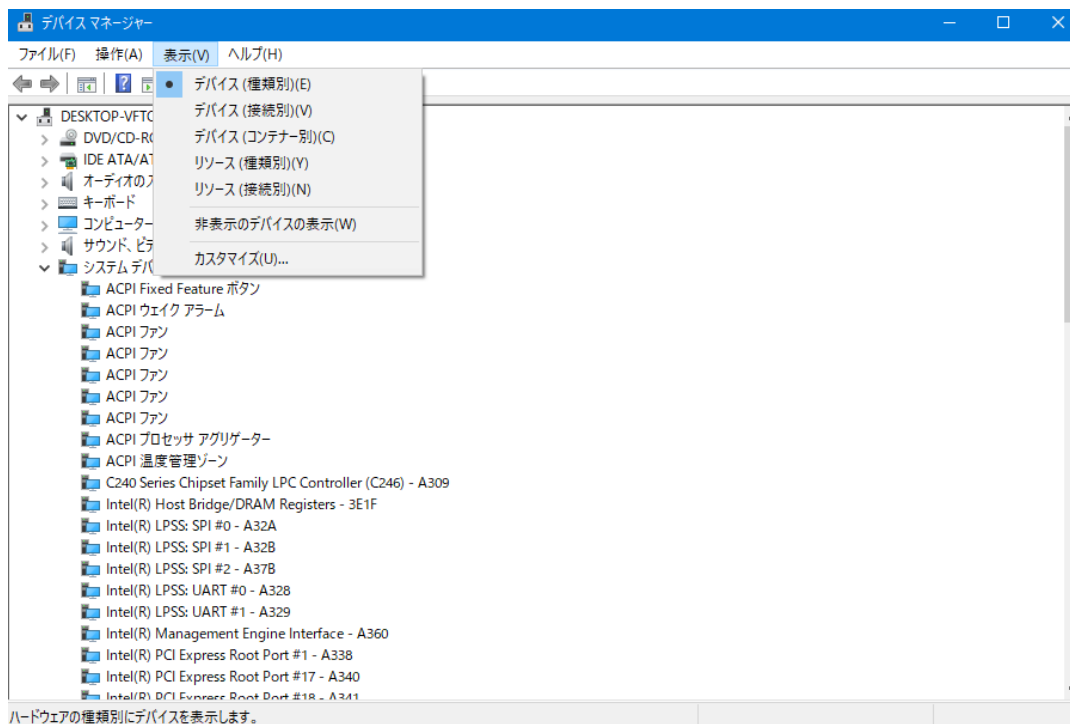 デバイス マネージャー
ファイル(F) 操作(A) 表示(V) ヘルプ(H)
デバイス (種類別)(E)
デバイス (接続別)(V)
デバイス (コンテナー別)(C)
リソース (種類別)(Y)
リソース (接続別)(N)
非表示のデバイスの表示(W)
カスタマイズ(U)...
DESKTOP-VFT
DVD/CD-R
IDE ATA/AT
オーディオの
キーボード
コンピューター
サウンド、ビデ
システム デバ
ACPI Fixed Feature ボタン
ACPI ウェイク アラーム
ACPI ファン
ACPI ファン
ACPI ファン
ACPI ファン
ACPI ファン
ACPI プロセッサ アグリゲーター
ACPI 温度管理ゾーン
C240 Series Chipset Family LPC Controller (C246) - A309
Intel(R) Host Bridge/DRAM Registers - 3E1F
Intel(R) LPSS: SPI #0 - A32A
Intel(R) LPSS: SPI #1 - A32B
Intel(R) LPSS: SPI #2 - A37B
Intel(R) LPSS: UART #0 - A328
Intel(R) LPSS: UART #1 - A329
Intel(R) Management Engine Interface - A360
Intel(R) PCI Express Root Port #1 - A338
Intel(R) PCI Express Root Port #17 - A340
Intel(R) PCI Express Root Port #18 - A341
ハードウェアの種類別にデバイスを表示します。